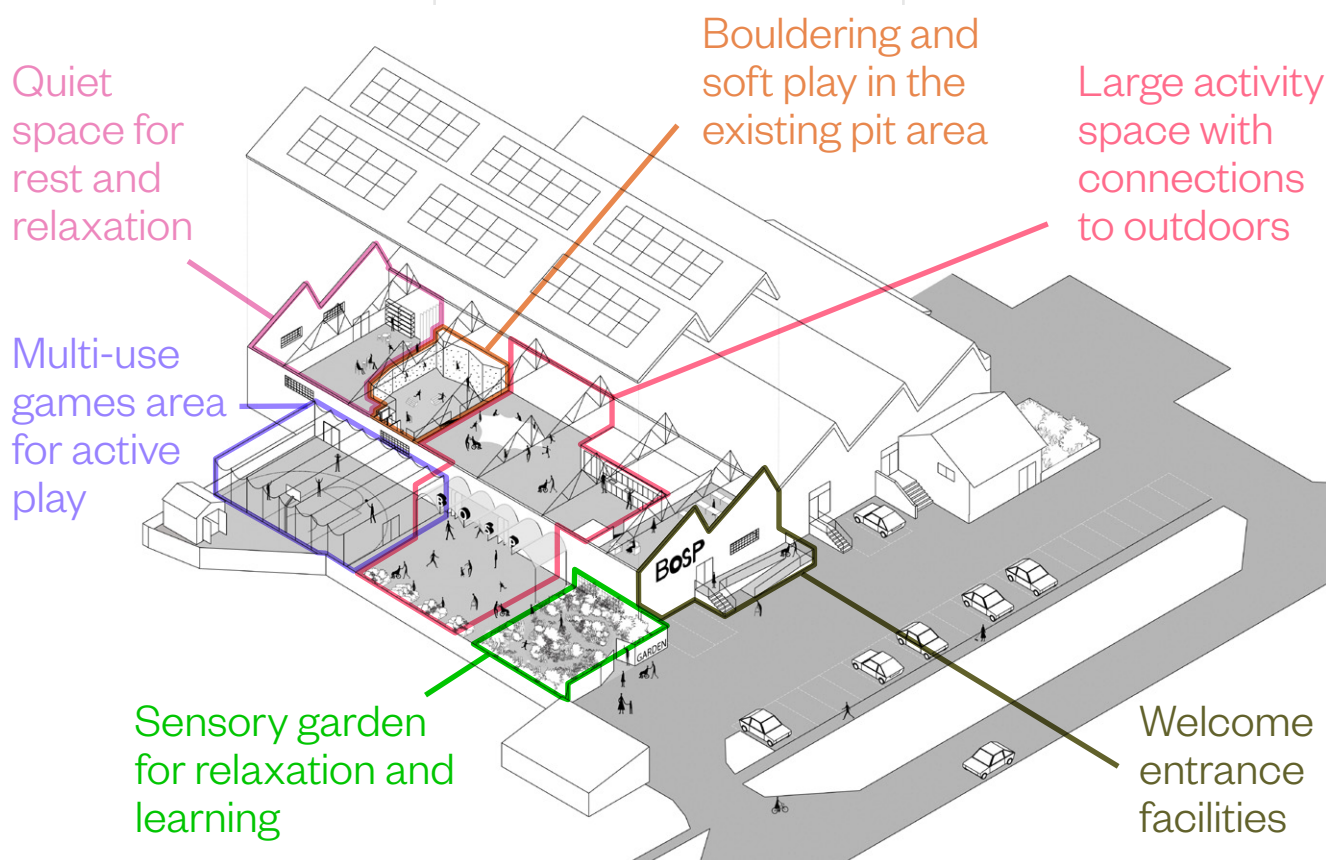 Bouldering and
soft play in the
existing pit area
Quiet
space for
rest and
relaxation
Large activity
space with
connections
to outdoors
Multi-use
games area
for active
play
BOSP
GARDEN
Sensory garden
for relaxation and
learning
Welcome
entrance
facilities